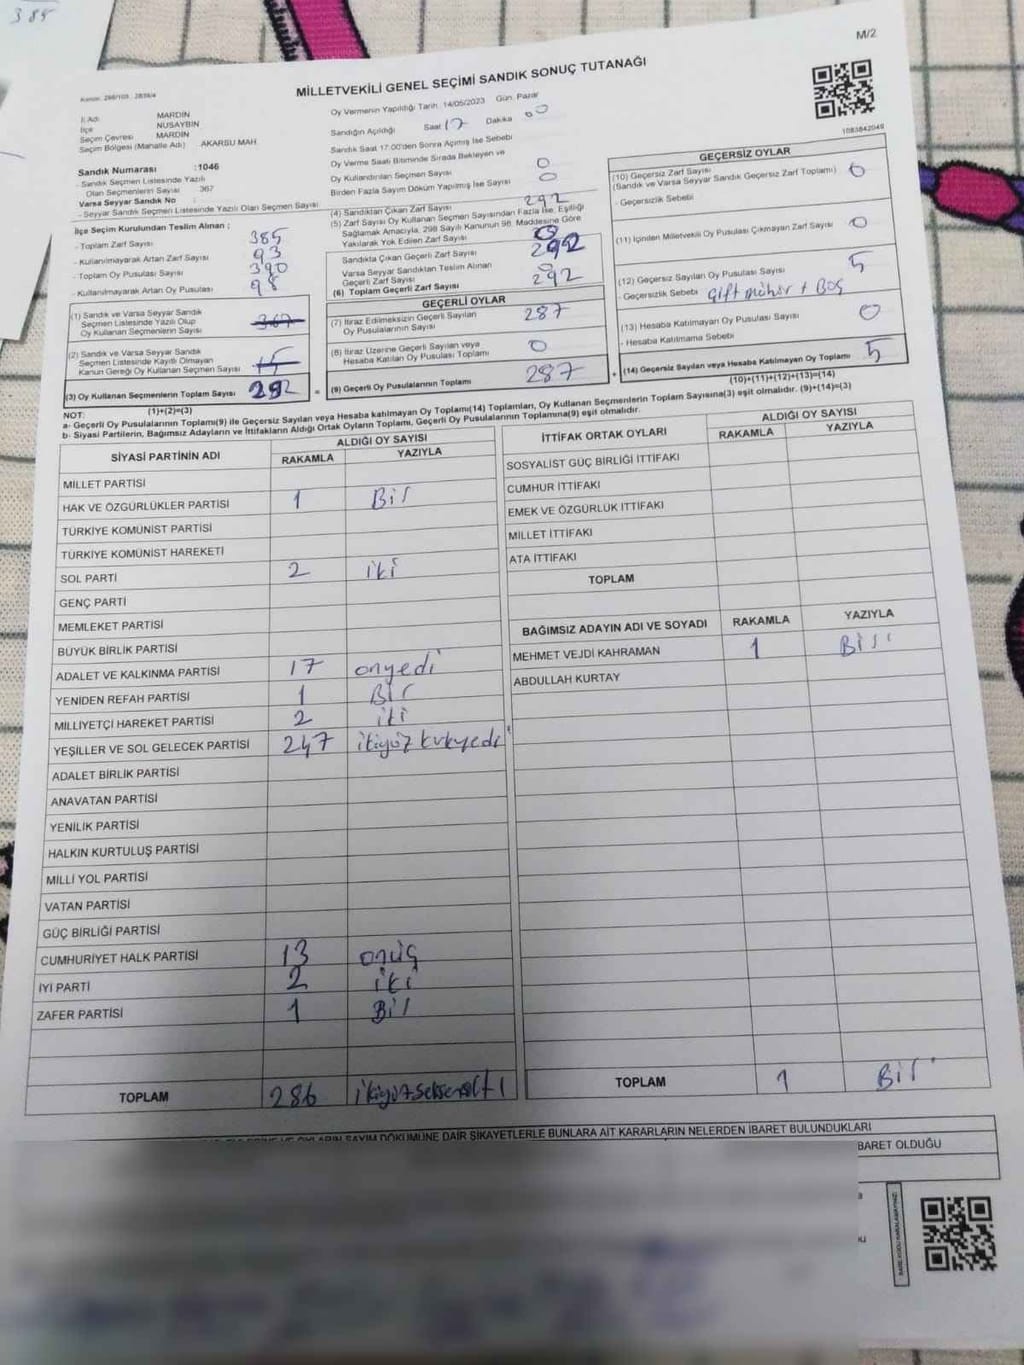 385
M/2
MİLLETVEKİLİ GENEL SEÇİMİ SANDIK SONUÇ TUTANAĞI
İl Adı MARDİN
İlçe NUSAYBİN
Seçim Çevresi MARDİN
Seçim Bölgesi (Mahalle Adı) AKARSU MAH
Sandık Numarası :1046
- Sandık Seçmen Listesinde Yazılı
Olan Seçmenlerin Sayısı 367
Varsa Seyyar Sandık No
- Seyyar Sandık Seçmen Listesinde Yazılı Olan Seçmen Sayısı
Oy Vermenin Yapıldığı Tarih 14/05/2023 Gün. Pazar
Sandığın Açıldığı Saat 17 Dakika 00
Sandık Saat 17:00'den Sonra Açılmış İse Sebebi
Oy Verme Saati Bitiminde Sırada Bekleyen ve
Oy Kullandırılan Seçmen Sayısı 0
Birden Fazla Sayım Döküm Yapılmış İse Sayısı 0
1083842045
İlçe Seçim Kurulundan Teslim Alınan ;
- Toplam Zarf Sayısı 385
- Kullanılmayarak Artan Zarf Sayısı 93
- Toplam Oy Pusulası Sayısı 390
- Kullanılmayarak Artan Oy Pusulası 98
(1) Sandık ve Varsa Seyyar Sandık
Seçmen Listesinde Yazılı Olup
Oy Kullanan Seçmenlerin Sayısı 367
(2) Sandık ve Varsa Seyyar Sandık
Seçmen Listesinde Kayıtlı Olmayan
Kanun Gereği Oy Kullanan Seçmen Sayısı
(3) Oy Kullanan Seçmenlerin Toplam Sayısı 292
(1)+(2)=(3)
(4) Sandıktan Çıkan Zarf Sayısı 292
(5) Zarf Sayısı Oy Kullanan Seçmen Sayısından Fazla İse, Eşitliği
Sağlamak Amacıyla, 298 Sayılı Kanunun 98. Maddesine Göre
Yakılarak Yok Edilen Zarf Sayısı
Sandıkta Çıkan Geçerli Zarf Sayısı 292
Varsa Seyyar Sandıktan Teslim Alınan
Geçerli Zarf Sayısı 0
(6) Toplam Geçerli Zarf Sayısı 292
GEÇERLİ OYLAR
(7) İtiraz Edilmeksizin Geçerli Sayılan
Oy Pusulalarının Sayısı 287
(8) İtiraz Üzerine Geçerli Sayılan veya
Hesaba Katılan Oy Pusulası Toplamı 0
= (9) Geçerli Oy Pusulalarının Toplamı 287
GEÇERSİZ OYLAR
(10) Geçersiz Zarf Sayısı 0
(Sandık ve Varsa Seyyar Sandık Geçersiz Zarf Toplamı)
- Geçersizlik Sebebi
(11) İçinden Milletvekili Oy Pusulası Çıkmayan Zarf Sayısı 0
(12) Geçersiz Sayılan Oy Pusulası Sayısı 5
- Geçersizlik Sebebi Çift mühür + Boş
(13) Hesaba Katılmayan Oy Pusulası Sayısı 0
- Hesaba Katılmama Sebebi
+ (14) Geçersiz Sayılan veya Hesaba Katılmayan Oy Toplamı 5
(10)+(11)+(12)+(13)=(14)
NOT:
a- Geçerli Oy Pusulalarının Toplamı(9) ile Geçersiz Sayılan veya Hesaba katılmayan Oy Toplamı(14) Toplamları, Oy Kullanan Seçmenlerin Toplam Sayısına(3) eşit olmalıdır. (9)+(14)=(3)
b- Siyasi Partilerin, Bağımsız Adayların ve İttifakların Aldığı Ortak Oyların Toplamı, Geçerli Oy Pusulalarının Toplamına(9) eşit olmalıdır.
SİYASİ PARTİNİN ADI ALDIĞI OY SAYISI
RAKAMLA YAZIYLA
MİLLET PARTİSİ
HAK VE ÖZGÜRLÜKLER PARTİSİ 1 Bir
TÜRKİYE KOMÜNİST PARTİSİ
TÜRKİYE KOMÜNİST HAREKETİ
SOL PARTİ 2 iki
GENÇ PARTİ
MEMLEKET PARTİSİ
BÜYÜK BİRLİK PARTİSİ
ADALET VE KALKINMA PARTİSİ 17 onyedi
YENİDEN REFAH PARTİSİ 1 Bir
MİLLİYETÇİ HAREKET PARTİSİ 2 iki
YEŞİLLER VE SOL GELECEK PARTİSİ 247 ikiyüz kırkyedi
ADALET BİRLİK PARTİSİ
ANAVATAN PARTİSİ
YENİLİK PARTİSİ
HALKIN KURTULUŞ PARTİSİ
MİLLİ YOL PARTİSİ
VATAN PARTİSİ
GÜÇ BİRLİĞİ PARTİSİ
CUMHURİYET HALK PARTİSİ 13 onüç
İYİ PARTİ 2 iki
ZAFER PARTİSİ 1 Bir
TOPLAM 286 ikiyüzseksenaltı
İTTİFAK ORTAK OYLARI ALDIĞI OY SAYISI
RAKAMLA YAZIYLA
SOSYALİST GÜÇ BİRLİĞİ İTTİFAKI
CUMHUR İTTİFAKI
EMEK VE ÖZGÜRLÜK İTTİFAKI
MİLLET İTTİFAKI
ATA İTTİFAKI
TOPLAM
BAĞIMSIZ ADAYIN ADI VE SOYADI RAKAMLA YAZIYLA
MEHMET VEJDİ KAHRAMAN 1 Bir
ABDULLAH KURTAY
TOPLAM 1 Bir
OYLARIN SAYIM DÖKÜMÜNE DAİR ŞİKAYETLERLE BUNLARA AİT KARARLARIN NELERDEN İBARET BULUNDUKLARI
BARET OLDUĞU